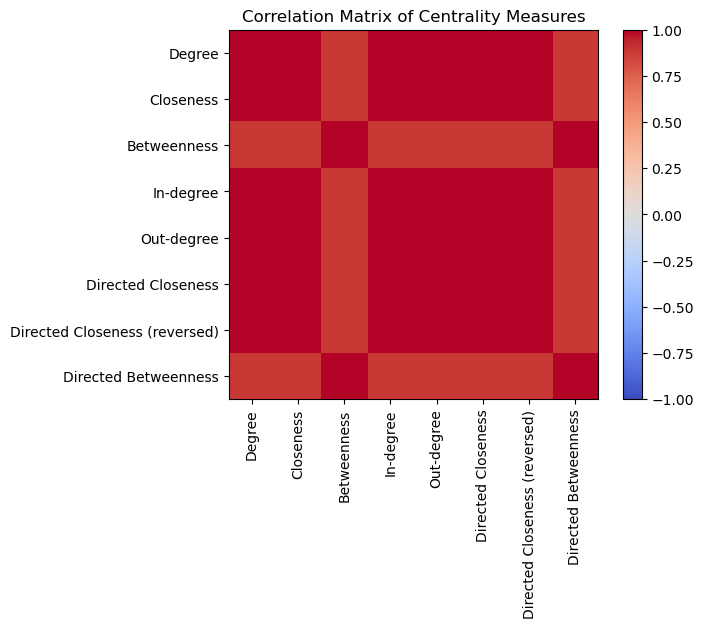 Correlation Matrix of Centrality Measures
Degree
Closeness
Betweenness
In-degree
Out-degree
Directed Closeness
Directed Closeness (reversed)
Directed Betweenness
Degree
Closeness
Betweenness
In-degree
Out-degree
Directed Closeness
Directed Closeness (reversed)
Directed Betweenness
1.00
0.75
0.50
0.25
0.00
−0.25
−0.50
−0.75
−1.00